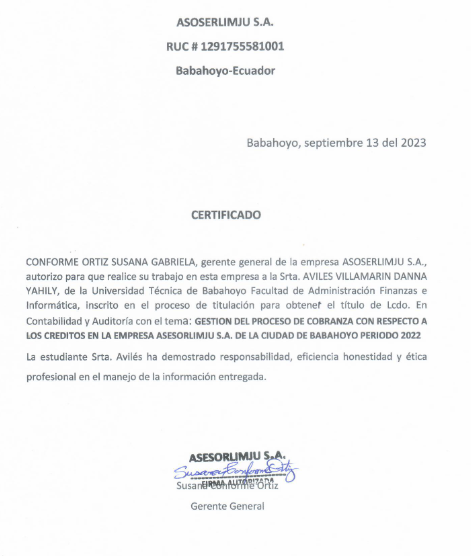 ASOSERLIMJU S.A.
RUC # 1291755581001
Babahoyo-Ecuador
Babahoyo, septiembre 13 del 2023
CERTIFICADO
CONFORME ORTIZ SUSANA GABRIELA, gerente general de la empresa ASOSERLIMJU S.A.,
autorizo para que realice su trabajo en esta empresa a la Srta. AVILES VILLAMARIN DANNA
YAHILY, de la Universidad Técnica de Babahoyo Facultad de Administración Finanzas e
Informática, inscrito en el proceso de titulación para obtener el título de Lcdo. En
Contabilidad y Auditoría con el tema: GESTION DEL PROCESO DE COBRANZA CON RESPECTO A
LOS CREDITOS EN LA EMPRESA ASESORLIMJU S.A. DE LA CIUDAD DE BABAHOYO PERIODO 2022
La estudiante Srta. Avilés ha demostrado responsabilidad, eficiencia honestidad y ética
profesional en el manejo de la información entregada.
ASESORLIMJU S.A.
Susana Conforme Ortiz
FIRMA AUTORIZADA
Susana Conforme Ortiz
Gerente General